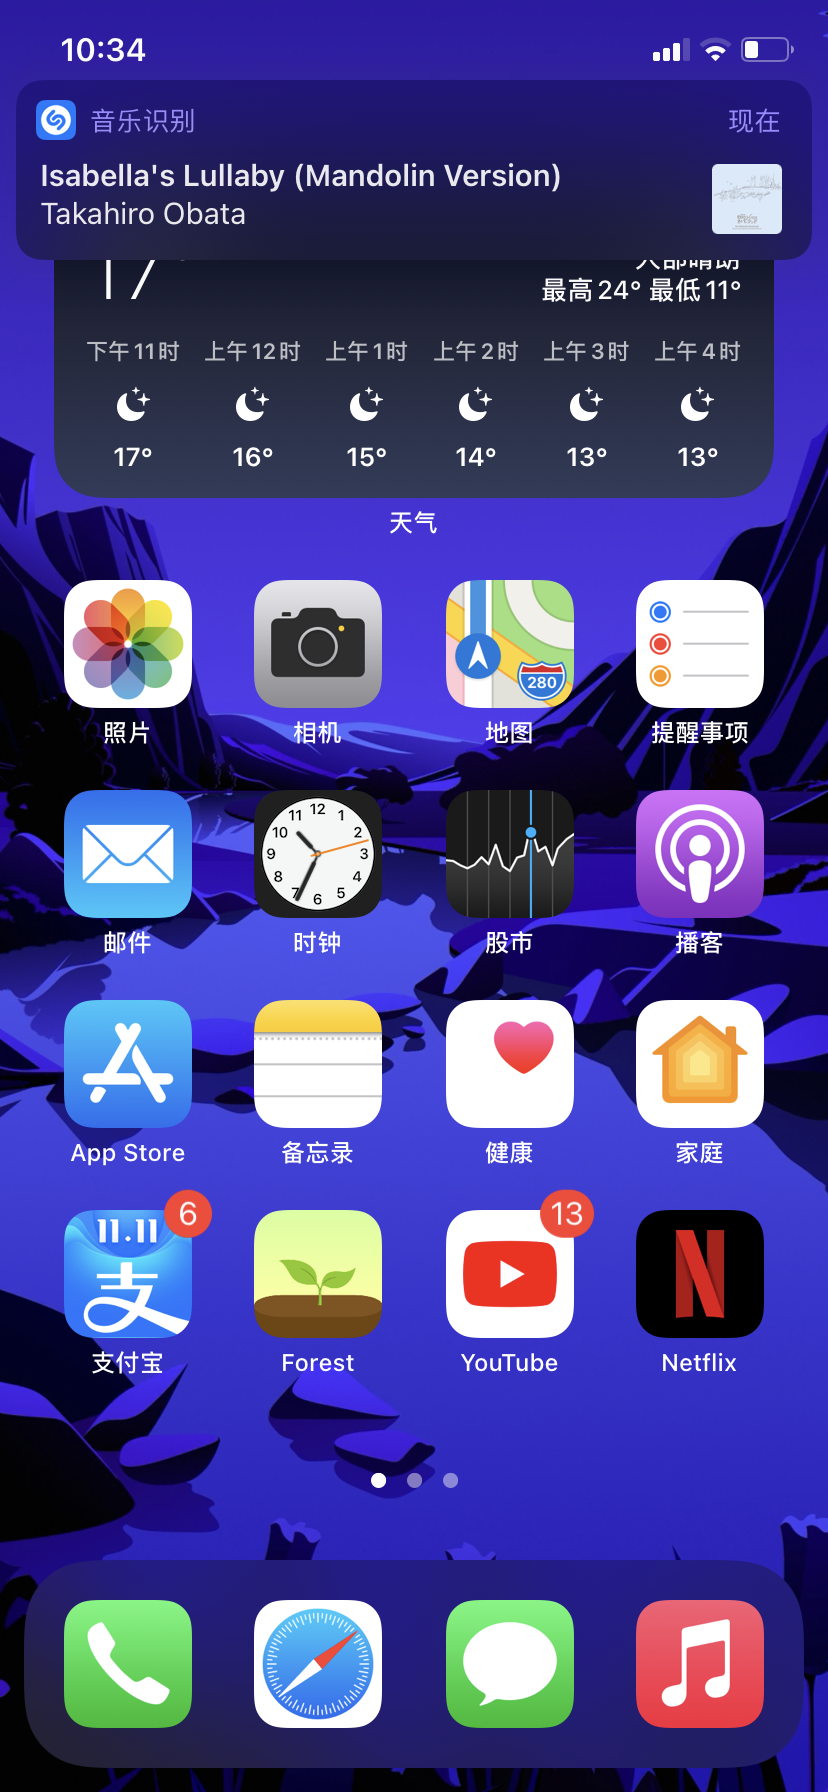 10:34
音乐识别 现在
Isabella's Lullaby (Mandolin Version)
Takahiro Obata
17°
大部晴朗
最高 24° 最低 11°
下午 11时 上午 12时 上午 1时 上午 2时 上午 3时 上午 4时
17° 16° 15° 14° 13° 13°
天气
280
照片 相机 地图 提醒事项
12
11 1
10 2
9 3
8 4
7 5
6
邮件 时钟 股市 播客
App Store 备忘录 健康 家庭
11.11 6 13
支
支付宝 Forest YouTube Netflix